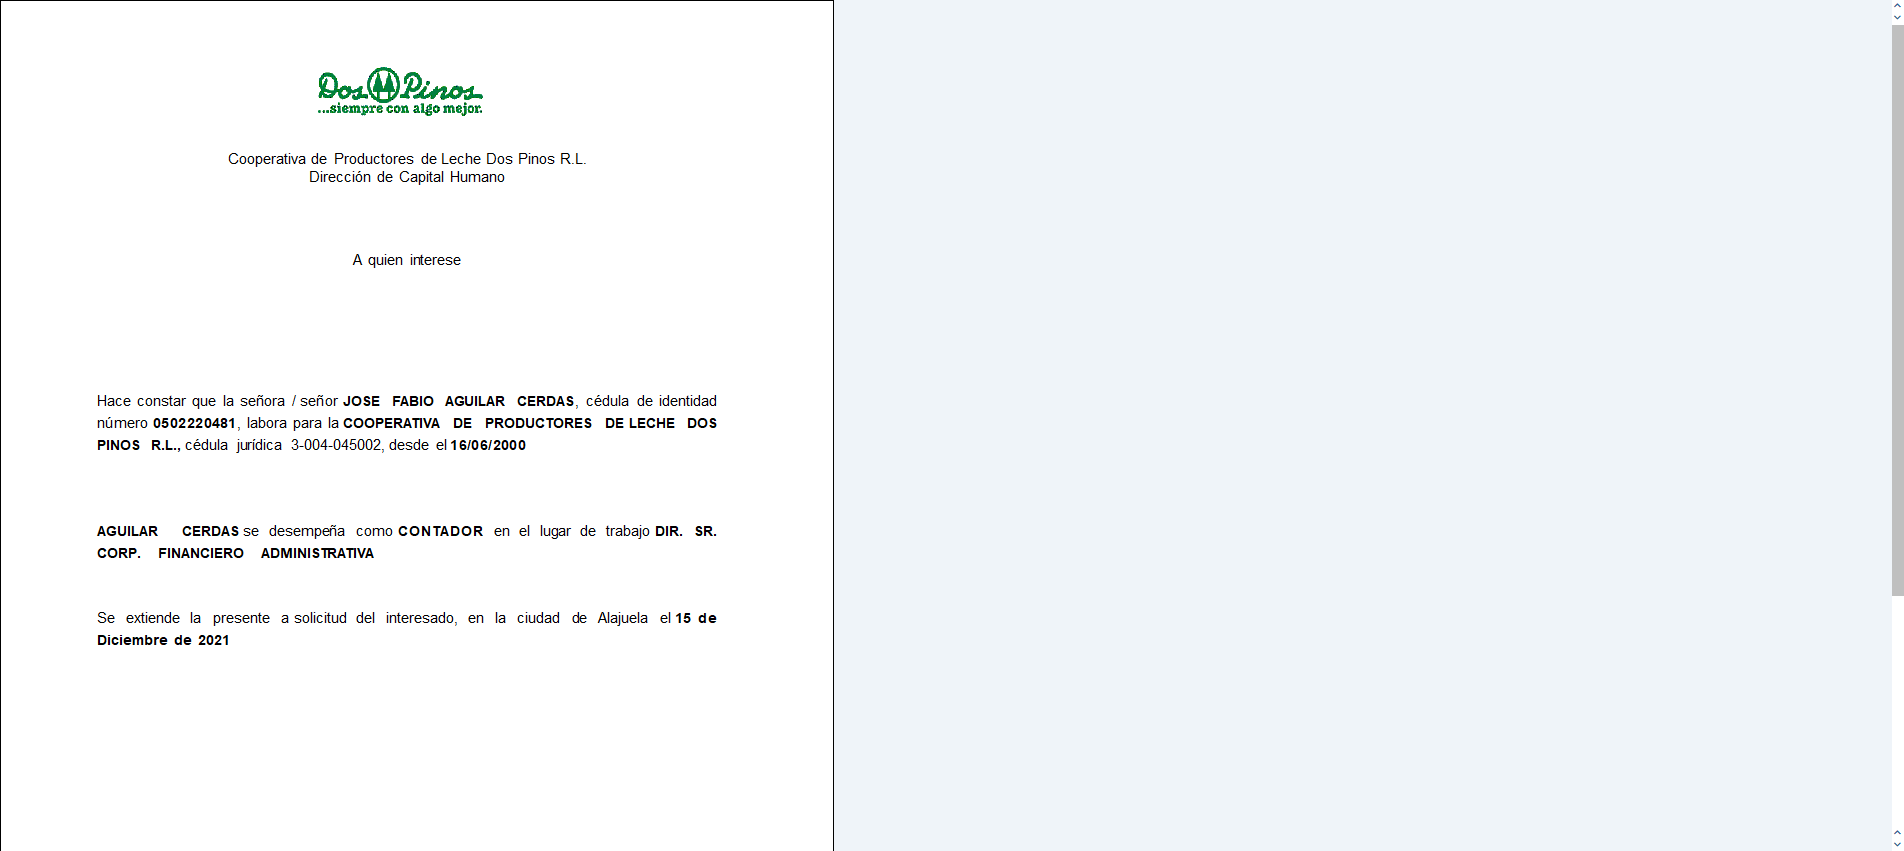 Dos Pinos
...siempre con algo mejor.
Cooperativa de Productores de Leche Dos Pinos R.L.
Dirección de Capital Humano
A quien interese
Hace constar que la señora / señor JOSE FABIO AGUILAR CERDAS, cédula de identidad
número 0502220481, labora para la COOPERATIVA DE PRODUCTORES DE LECHE DOS
PINOS R.L., cédula jurídica 3-004-045002, desde el 16/06/2000
AGUILAR CERDAS se desempeña como CONTADOR en el lugar de trabajo DIR. SR.
CORP. FINANCIERO ADMINISTRATIVA
Se extiende la presente a solicitud del interesado, en la ciudad de Alajuela el 15 de
Diciembre de 2021